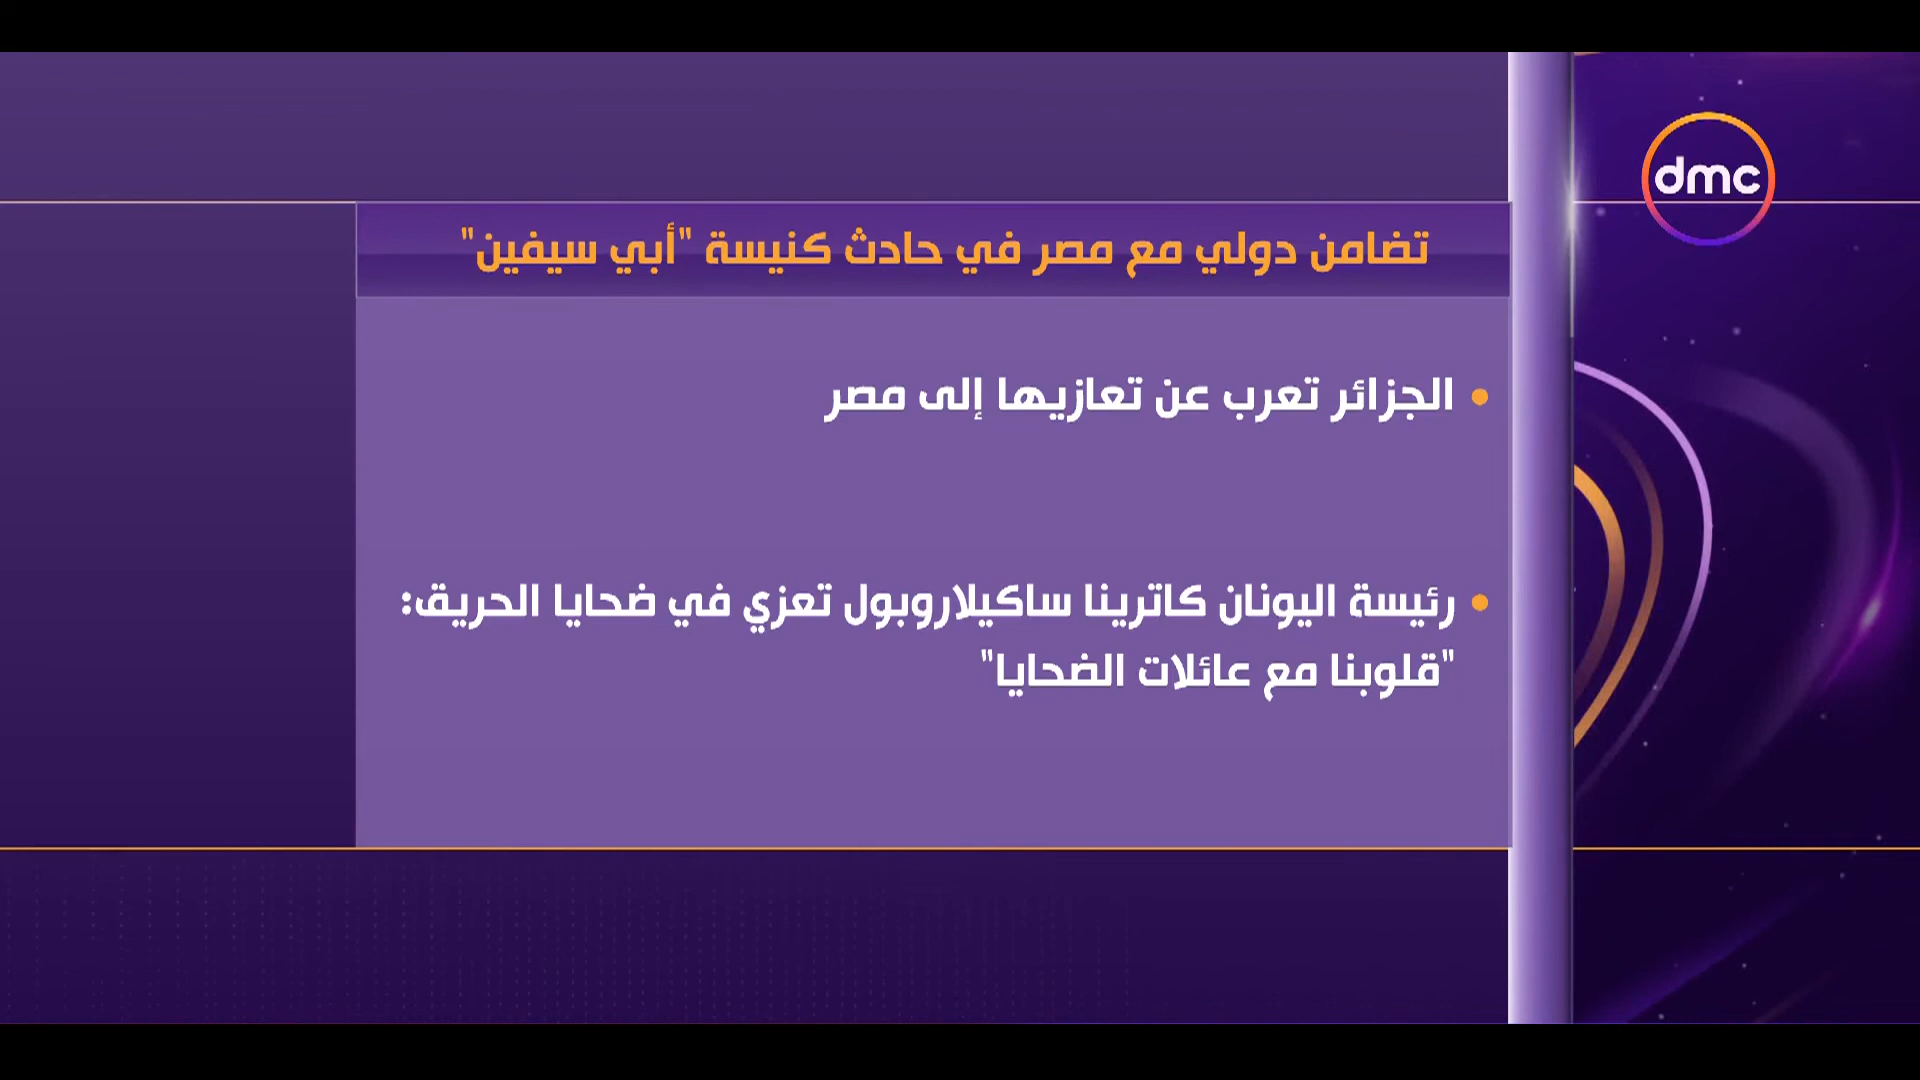 dmc
تضامن دولي مع مصر في حادث كنيسة "أبي سيفين"
• الجزائر تعرب عن تعازيها إلى مصر
• رئيسة اليونان كاترينا ساكيلاروبول تعزي في ضحايا الحريق:
"قلوبنا مع عائلات الضحايا"